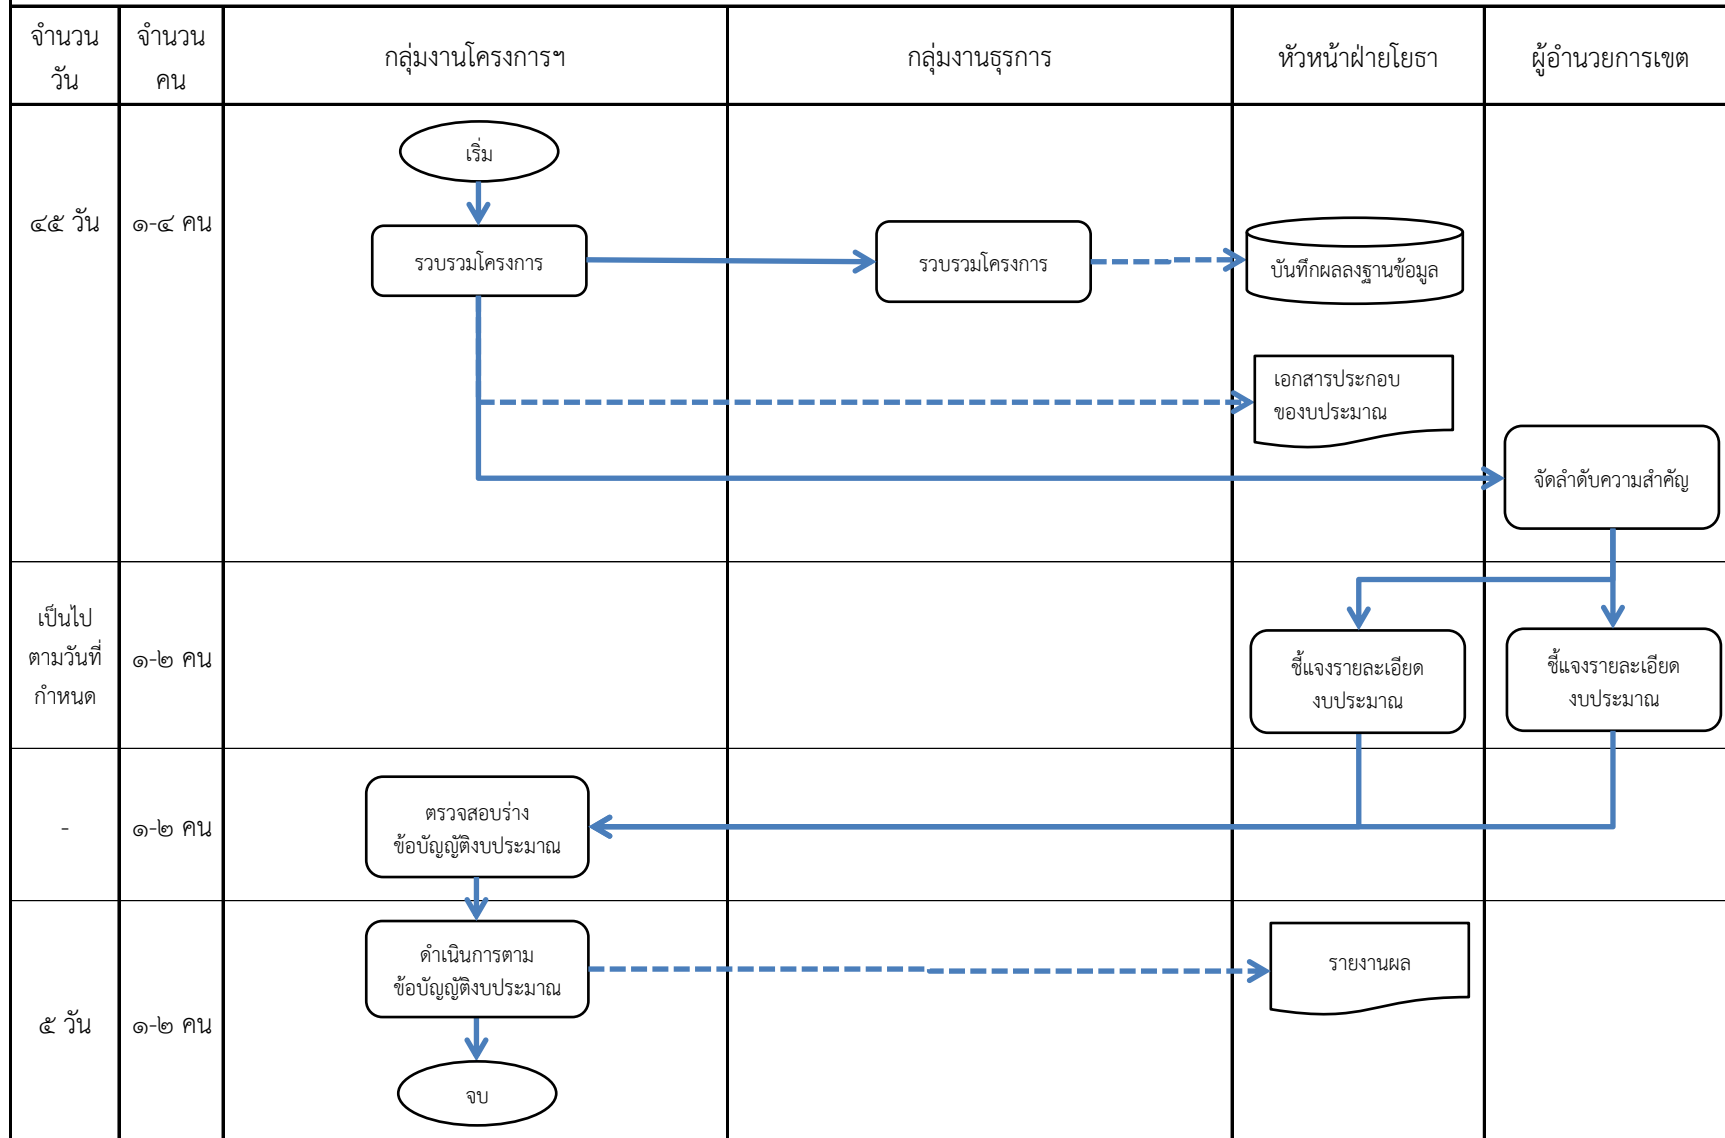 จำนวน
วัน
จำนวน
คน
กลุ่มงานโครงการฯ
กลุ่มงานธุรการ
หัวหน้าฝ่ายโยธา
ผู้อำนวยการเขต
เริ่ม
๔๕ วัน
๑-๔ คน
รวบรวมโครงการ
รวบรวมโครงการ
บันทึกผลลงฐานข้อมูล
เอกสารประกอบ
ของบประมาณ
จัดลำดับความสำคัญ
เป็นไป
ตามวันที่
กำหนด
๑-๒ คน
ชี้แจงรายละเอียด
งบประมาณ
ชี้แจงรายละเอียด
งบประมาณ
-
๑-๒ คน
ตรวจสอบร่าง
ข้อบัญญัติงบประมาณ
๕ วัน
๑-๒ คน
ดำเนินการตาม
ข้อบัญญัติงบประมาณ
รายงานผล
จบ